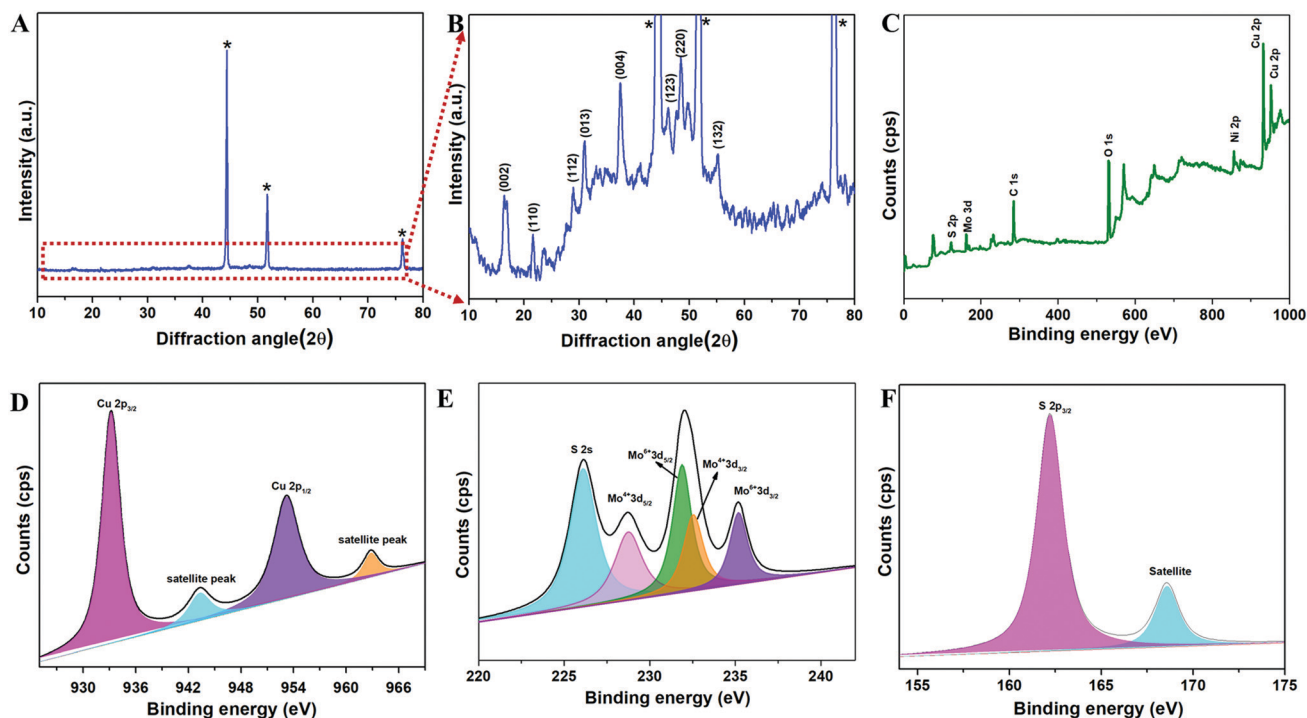 A
*
*
*
Intensity (a.u.)
10 20 30 40 50 60 70 80
Diffraction angle(2θ)
B
*
*
*
(002)
(110)
(112)
(013)
(004)
(123)
(220)
(132)
Intensity (a.u.)
10 20 30 40 50 60 70 80
Diffraction angle(2θ)
C
S 2p
Mo 3d
C 1s
O 1s
Ni 2p
Cu 2p
Cu 2p
Counts (cps)
0 200 400 600 800 1000
Binding energy (eV)
D
Cu 2p3/2
satellite peak
Cu 2p1/2
satellite peak
Counts (cps)
930 936 942 948 954 960 966
Binding energy (eV)
E
S 2s
Mo4+3d5/2
Mo6+3d5/2
Mo4+3d3/2
Mo6+3d3/2
Counts (cps)
220 225 230 235 240
Binding energy (eV)
F
S 2p3/2
Satellite
Counts (cps)
155 160 165 170 175
Binding energy (eV)